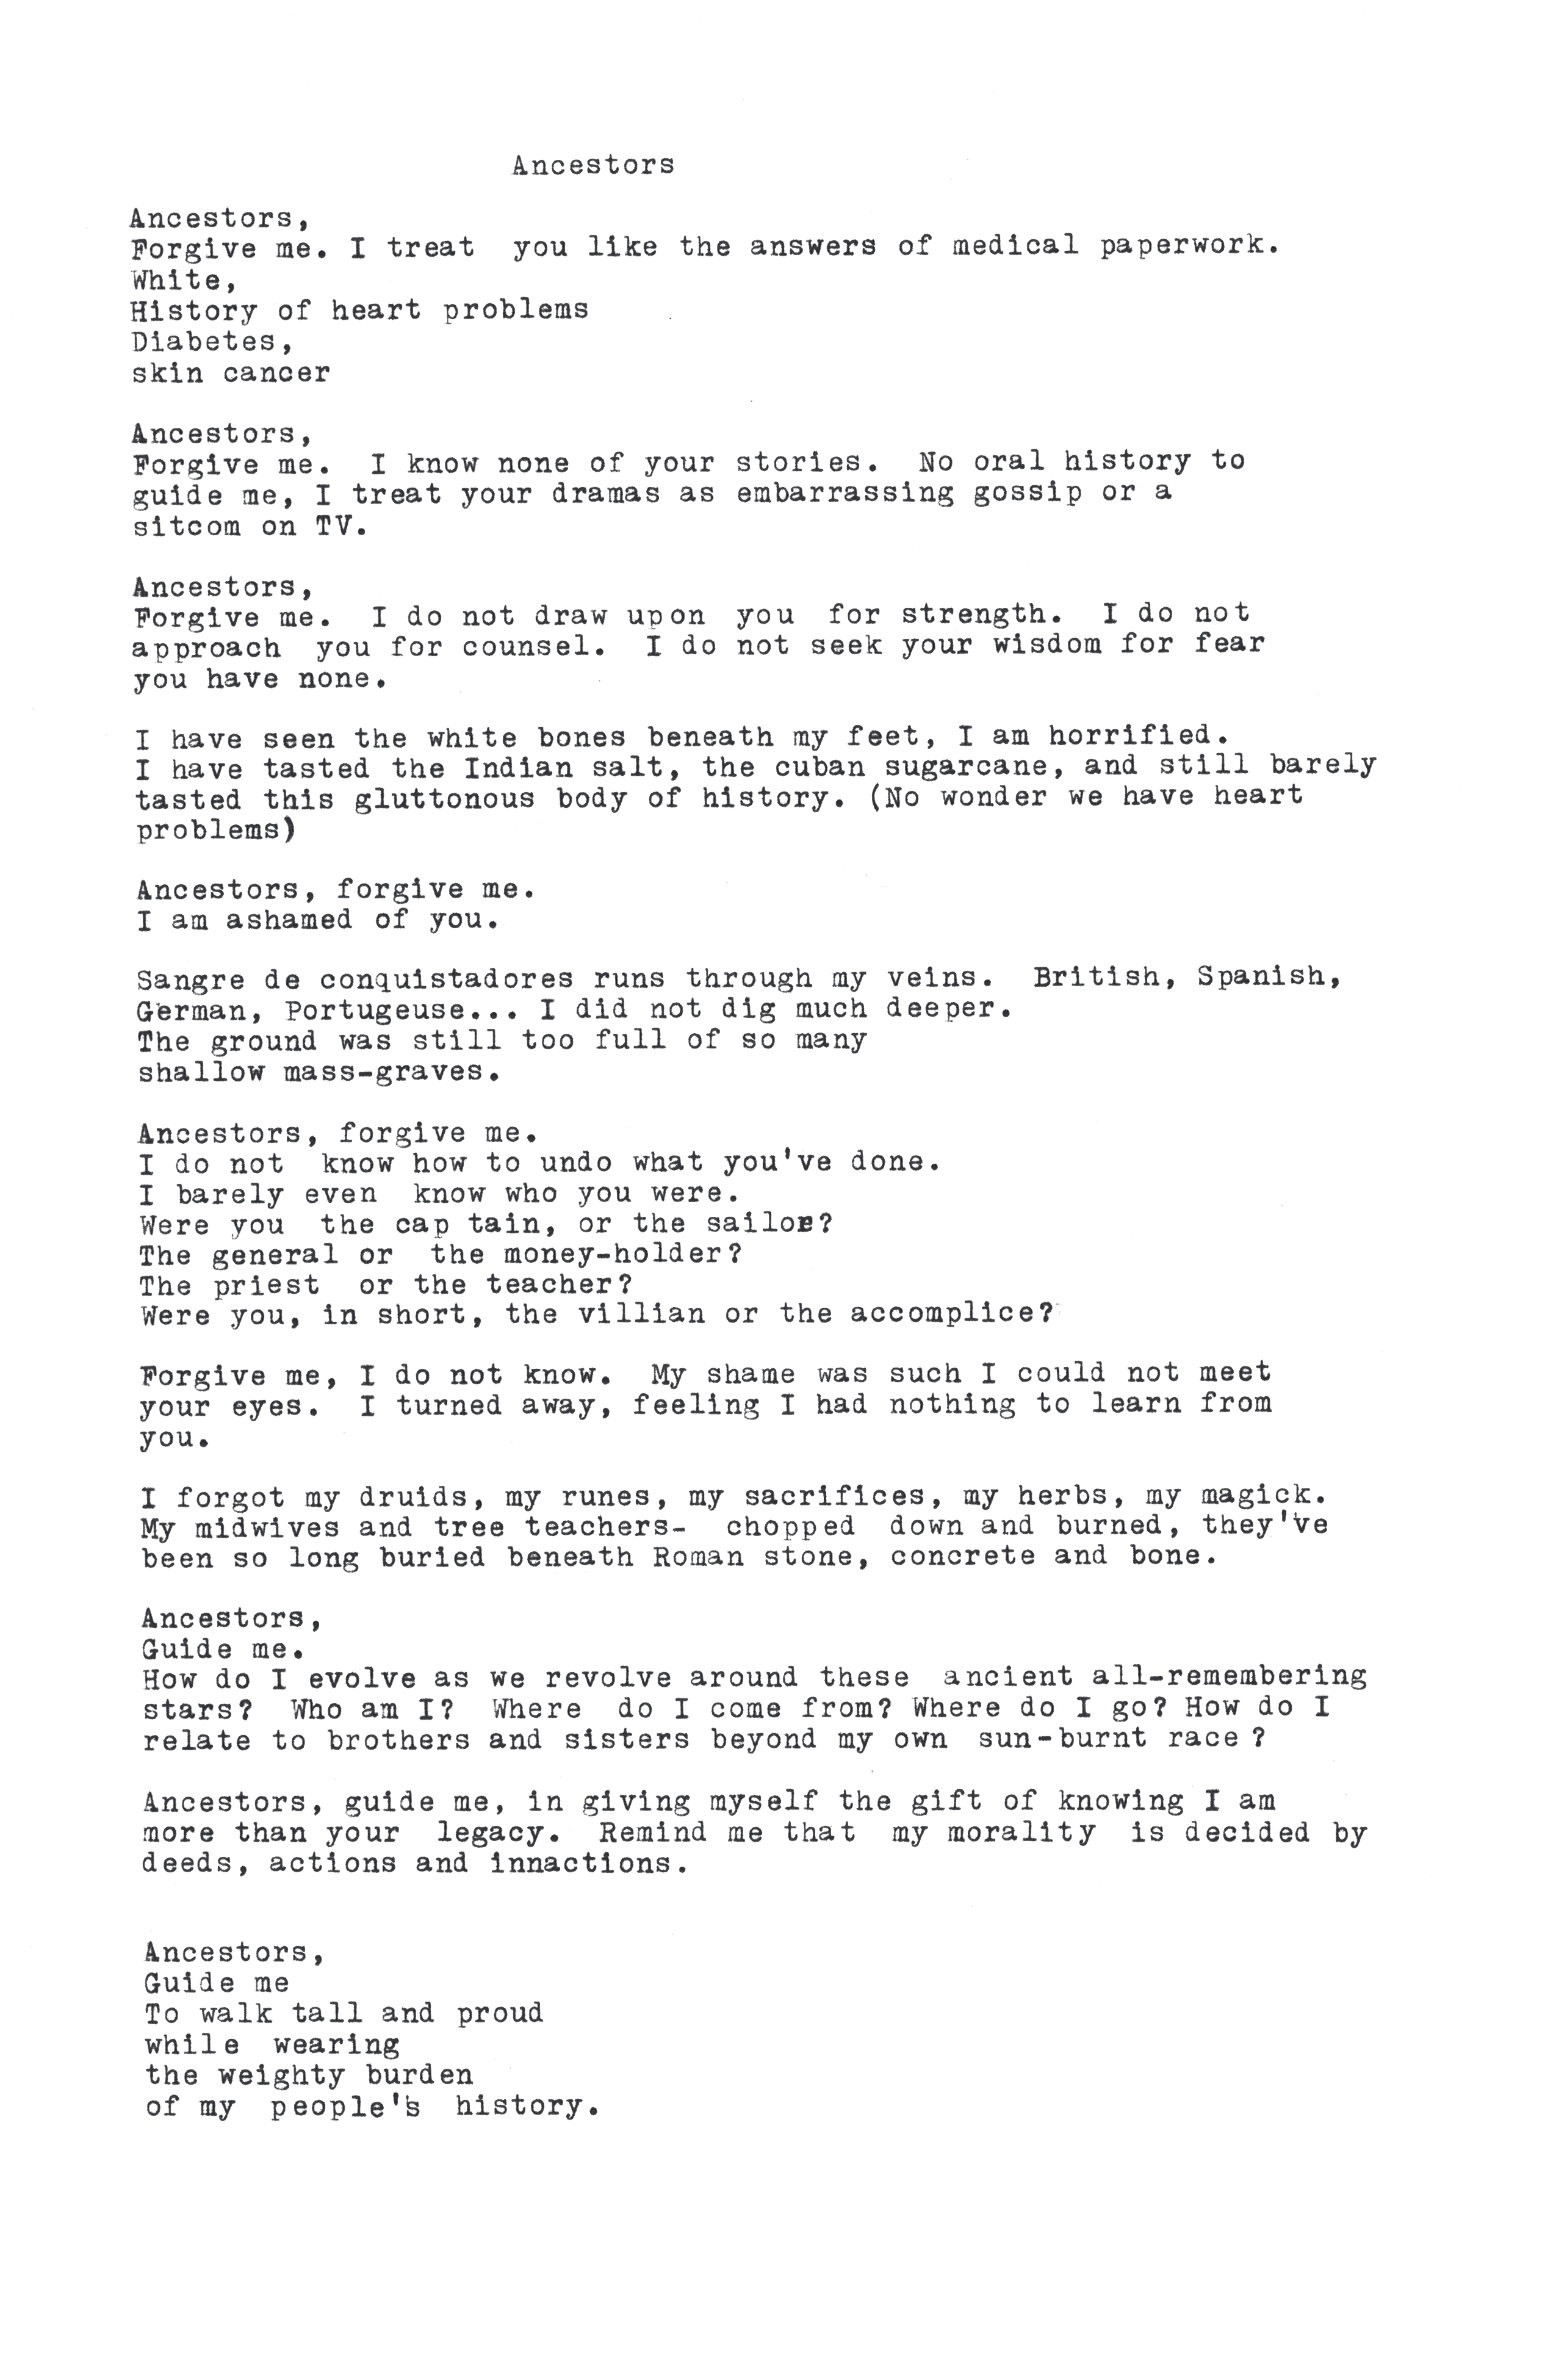 Ancestors
Ancestors,
Forgive me. I treat you like the answers of medical paperwork.
White,
History of heart problems
Diabetes,
skin cancer
Ancestors,
Forgive me. I know none of your stories. No oral history to
guide me, I treat your dramas as embarrassing gossip or a
sitcom on TV.
Ancestors,
Forgive me. I do not draw upon you for strength. I do not
approach you for counsel. I do not seek your wisdom for fear
you have none.
I have seen the white bones beneath my feet, I am horrified.
I have tasted the Indian salt, the cuban sugarcane, and still barely
tasted this gluttonous body of history. (No wonder we have heart
problems)
Ancestors, forgive me.
I am ashamed of you.
Sangre de conquistadores runs through my veins. British, Spanish,
German, Portugeuse... I did not dig much deeper.
The ground was still too full of so many
shallow mass-graves.
Ancestors, forgive me.
I do not know how to undo what you've done.
I barely even know who you were.
Were you the cap tain, or the sailor?
The general or the money-holder?
The priest or the teacher?
Were you, in short, the villian or the accomplice?
Forgive me, I do not know. My shame was such I could not meet
your eyes. I turned away, feeling I had nothing to learn from
you.
I forgot my druids, my runes, my sacrifices, my herbs, my magick.
My midwives and tree teachers- chopped down and burned, they've
been so long buried beneath Roman stone, concrete and bone.
Ancestors,
Guide me.
How do I evolve as we revolve around these ancient all-remembering
stars? Who am I? Where do I come from? Where do I go? How do I
relate to brothers and sisters beyond my own sun-burnt race ?
Ancestors, guide me, in giving myself the gift of knowing I am
more than your legacy. Remind me that my morality is decided by
deeds, actions and innactions.
Ancestors,
Guide me
To walk tall and proud
while wearing
the weighty burden
of my people's history.